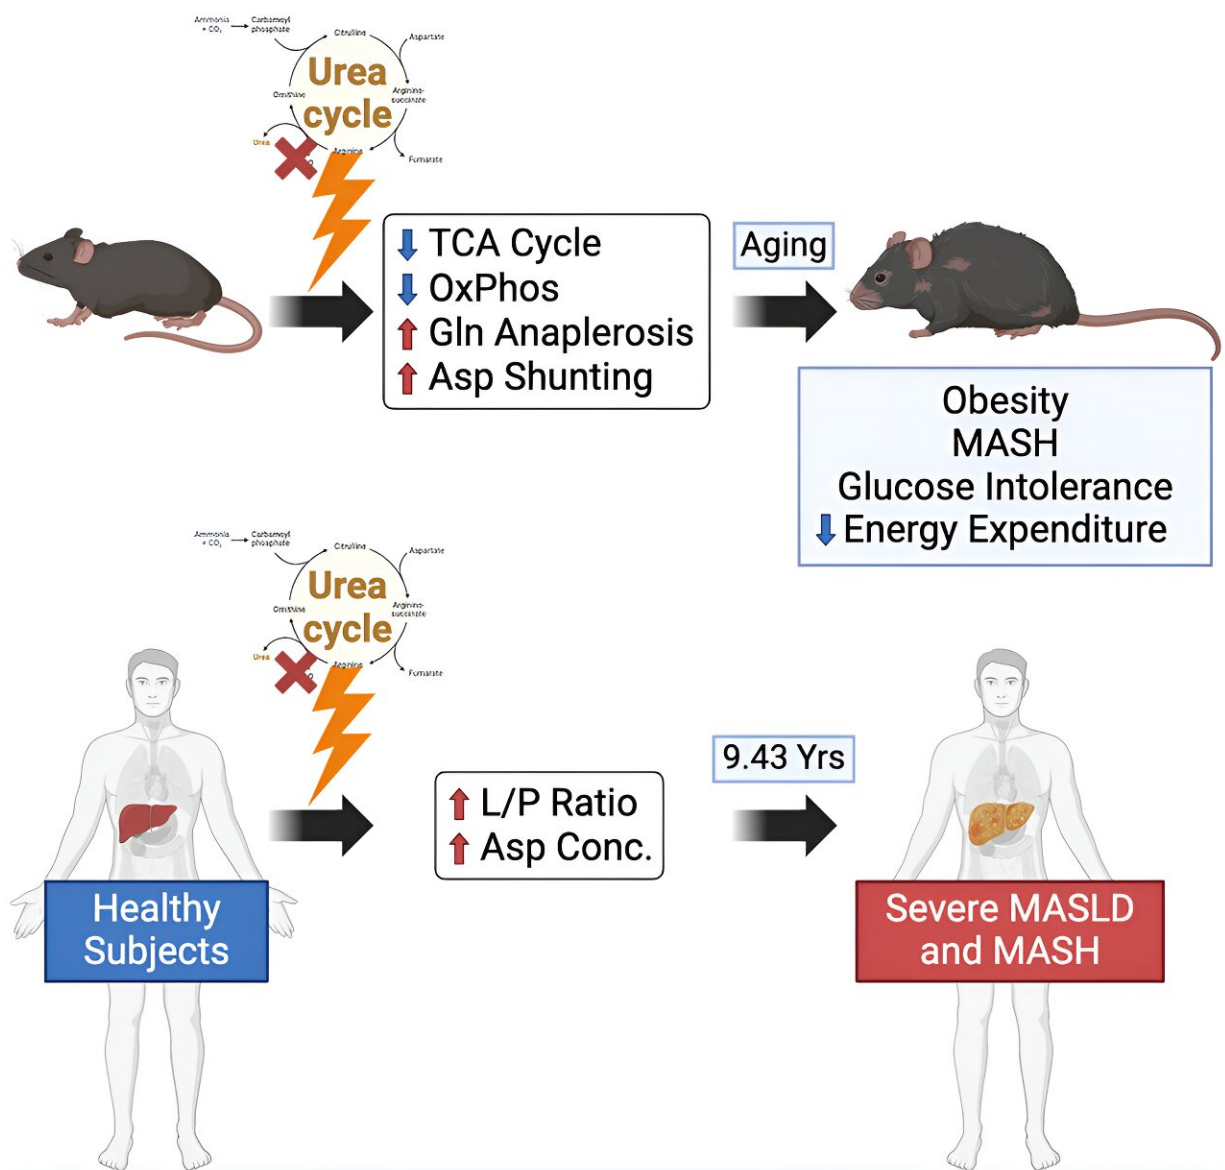 Ammonia
+ CO₂
Carbamoyl
phosphate
Citrulline
Aspartate
Urea
cycle
Ornithine
Arginino-
succinate
Urea
Arginine
Fumarate
TCA Cycle
OxPhos
Gln Anaplerosis
Asp Shunting
Aging
Obesity
MASH
Glucose Intolerance
Energy Expenditure
Ammonia
+ CO₂
Carbamoyl
phosphate
Citrulline
Aspartate
Urea
cycle
Ornithine
Arginino-
succinate
Urea
Arginine
Fumarate
L/P Ratio
Asp Conc.
9.43 Yrs
Healthy
Subjects
Severe MASLD
and MASH